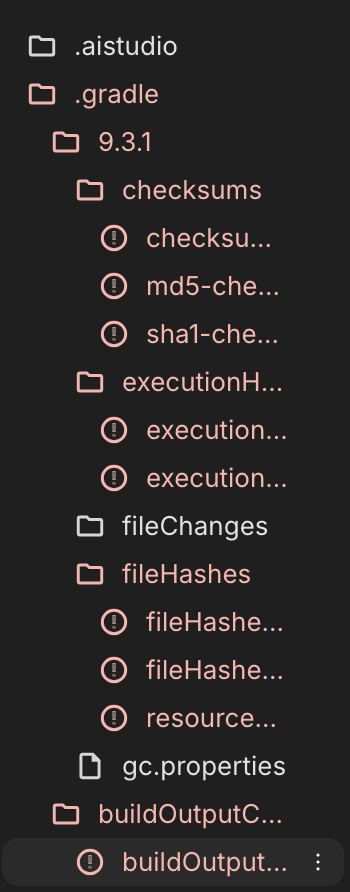 .aistudio
.gradle
9.3.1
checksums
checksu...
md5-che...
sha1-che...
executionH...
execution...
execution...
fileChanges
fileHashes
fileHashe...
fileHashe...
resource...
gc.properties
buildOutputC...
buildOutput...